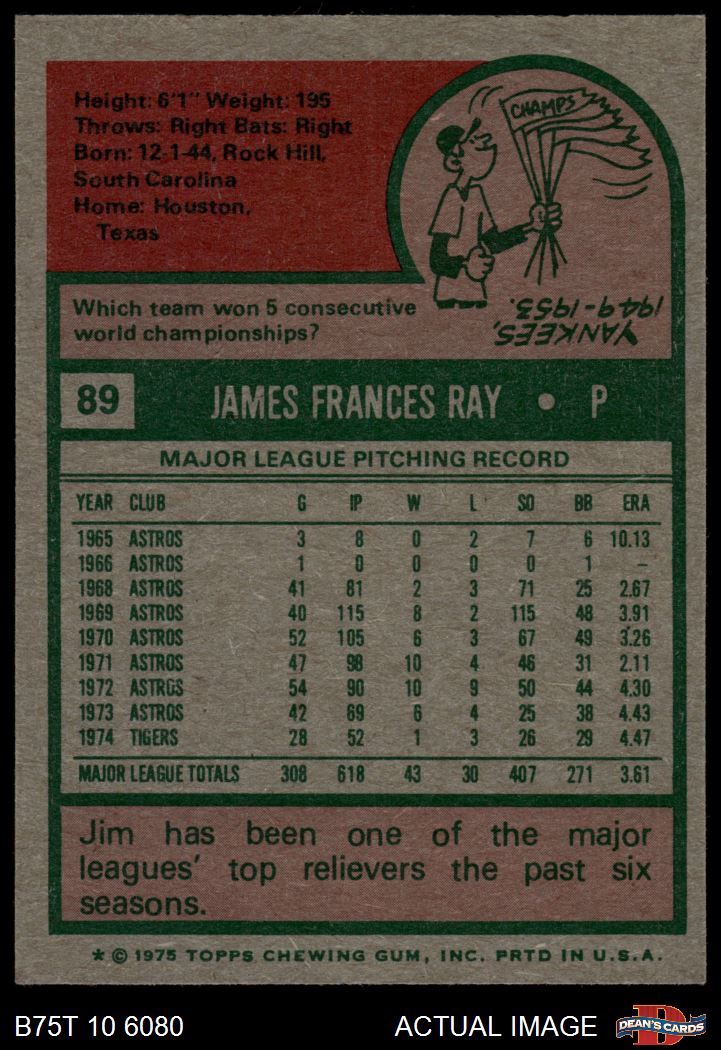 Height: 6'1" Weight: 195
Throws: Right Bats: Right
Born: 12-1-44, Rock Hill,
South Carolina
Home: Houston,
Texas
CHAMPS
Which team won 5 consecutive
world championships?
YANKEES,
1949-1953.
89 JAMES FRANCES RAY • P
MAJOR LEAGUE PITCHING RECORD
YEAR CLUB G IP W L SO BB ERA
1965 ASTROS 3 8 0 2 7 6 10.13
1966 ASTROS 1 0 0 0 0 1 –
1968 ASTROS 41 81 2 3 71 25 2.67
1969 ASTROS 40 115 8 2 115 48 3.91
1970 ASTROS 52 105 6 3 67 49 3.26
1971 ASTROS 47 98 10 4 46 31 2.11
1972 ASTROS 54 90 10 9 50 44 4.30
1973 ASTROS 42 69 6 4 25 38 4.43
1974 TIGERS 28 52 1 3 26 29 4.47
MAJOR LEAGUE TOTALS 308 618 43 30 407 271 3.61
Jim has been one of the major
leagues' top relievers the past six
seasons.
* © 1975 TOPPS CHEWING GUM, INC. PRTD IN U.S.A.
B75T 10 6080 ACTUAL IMAGE D DEAN'S CARDS